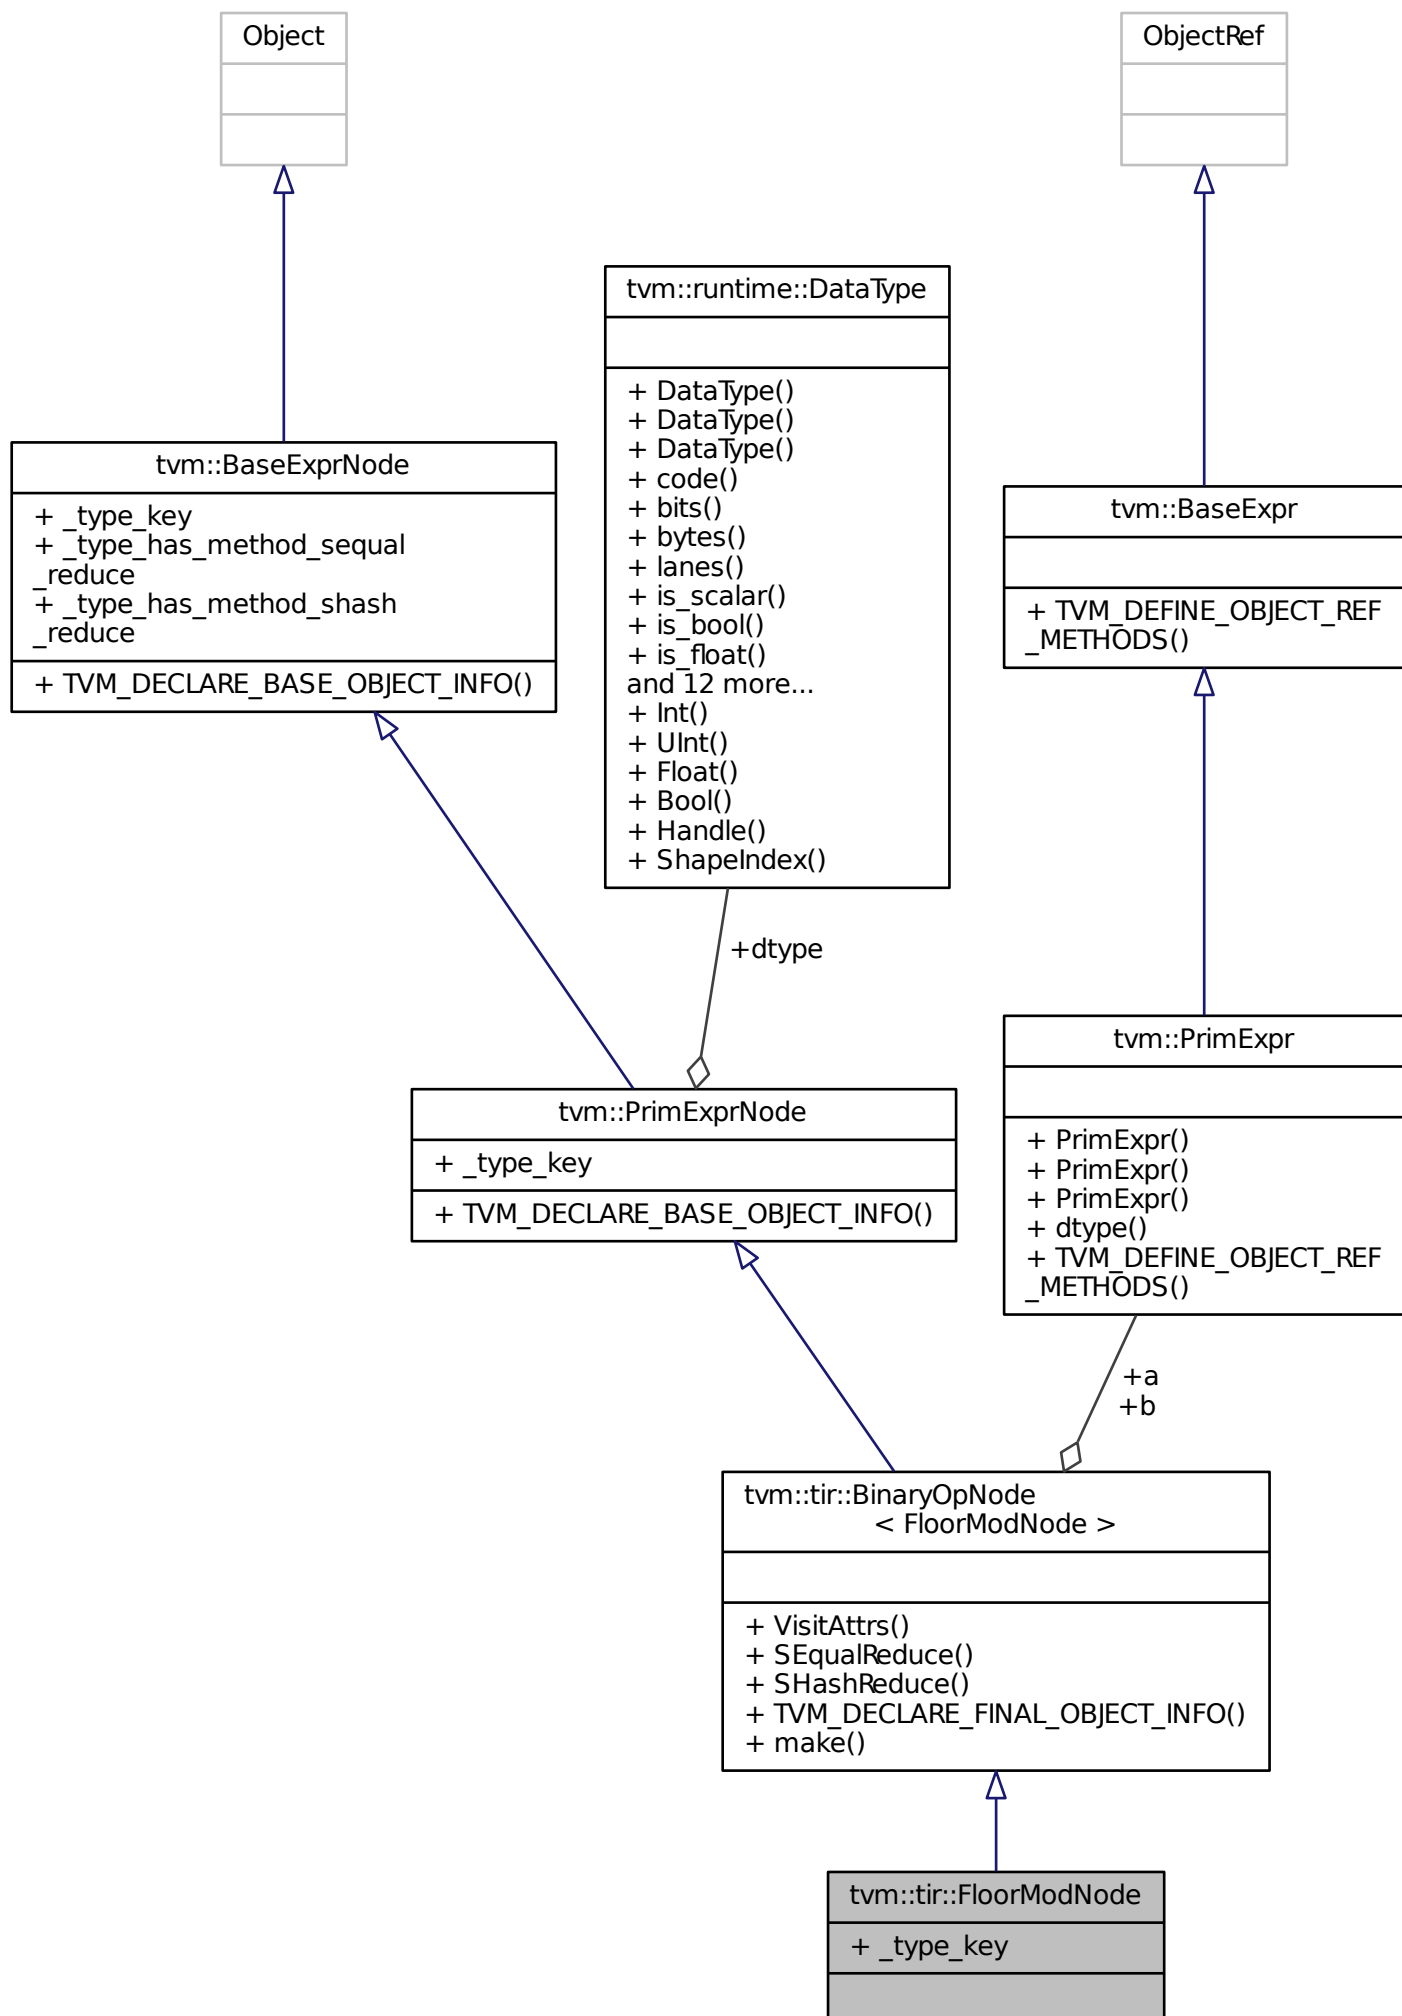 Object
ObjectRef
tvm::runtime::DataType
+ DataType()
+ DataType()
+ DataType()
+ code()
+ bits()
+ bytes()
+ lanes()
+ is_scalar()
+ is_bool()
+ is_float()
and 12 more...
+ Int()
+ UInt()
+ Float()
+ Bool()
+ Handle()
+ ShapeIndex()
tvm::BaseExprNode
+ _type_key
+ _type_has_method_sequal
_reduce
+ _type_has_method_shash
_reduce
+ TVM_DECLARE_BASE_OBJECT_INFO()
tvm::BaseExpr
+ TVM_DEFINE_OBJECT_REF
_METHODS()
+dtype
tvm::PrimExprNode
+ _type_key
+ TVM_DECLARE_BASE_OBJECT_INFO()
tvm::PrimExpr
+ PrimExpr()
+ PrimExpr()
+ PrimExpr()
+ dtype()
+ TVM_DEFINE_OBJECT_REF
_METHODS()
+a
+b
tvm::tir::BinaryOpNode
< FloorModNode >
+ VisitAttrs()
+ SEqualReduce()
+ SHashReduce()
+ TVM_DECLARE_FINAL_OBJECT_INFO()
+ make()
tvm::tir::FloorModNode
+ _type_key